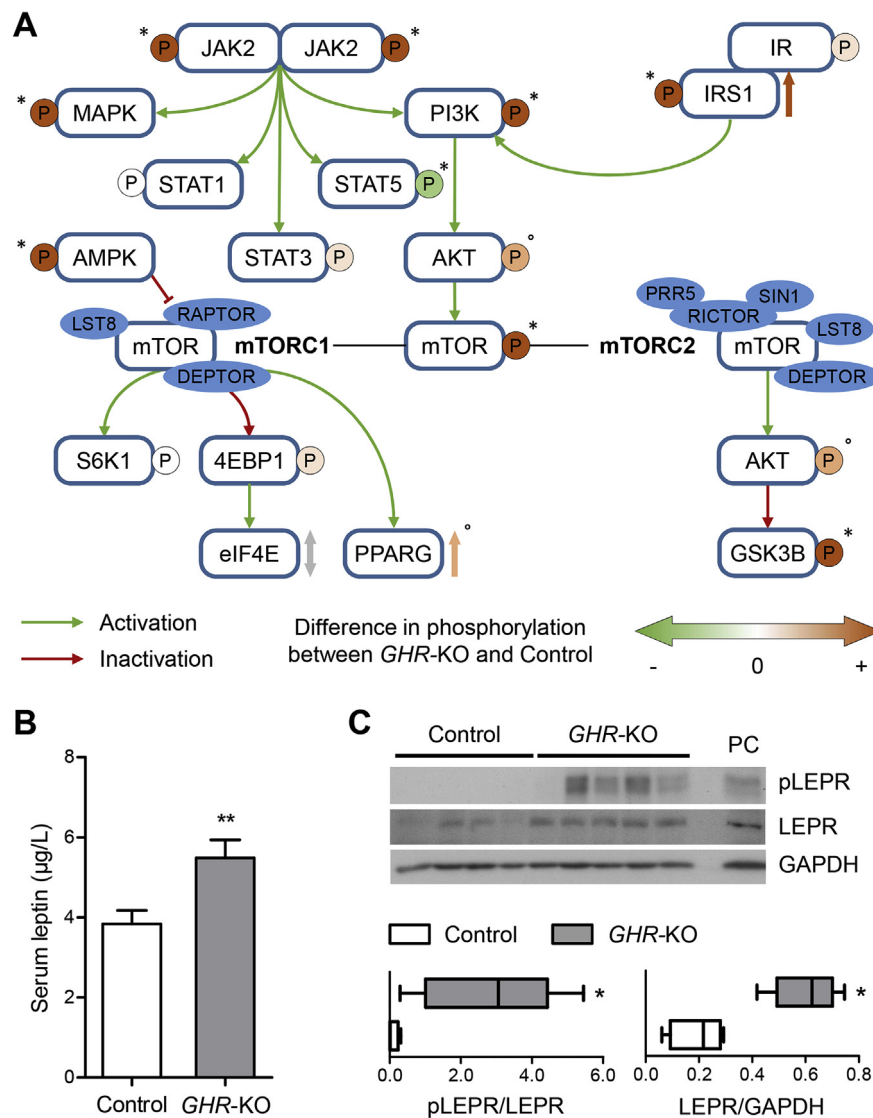 A
* P JAK2 JAK2 P *
IR P
* P IRS1
* P MAPK
PI3K P *
P STAT1
STAT5 P *
* P AMPK
STAT3 P
AKT P °
LST8 RAPTOR
mTOR mTORC1
DEPTOR
mTOR P *
mTORC2
PRR5 SIN1
RICTOR
LST8
mTOR
DEPTOR
S6K1 P
4EBP1 P
AKT P °
eIF4E
PPARG °
GSK3B P *
Activation
Inactivation
Difference in phosphorylation
between GHR-KO and Control
- 0 +
B
Serum leptin (µg/L)
8
6
4
2
0
**
Control GHR-KO
C
Control GHR-KO PC
pLEPR
LEPR
GAPDH
Control GHR-KO
*
0.0 2.0 4.0 6.0
pLEPR/LEPR
*
0.0 0.2 0.4 0.6 0.8
LEPR/GAPDH